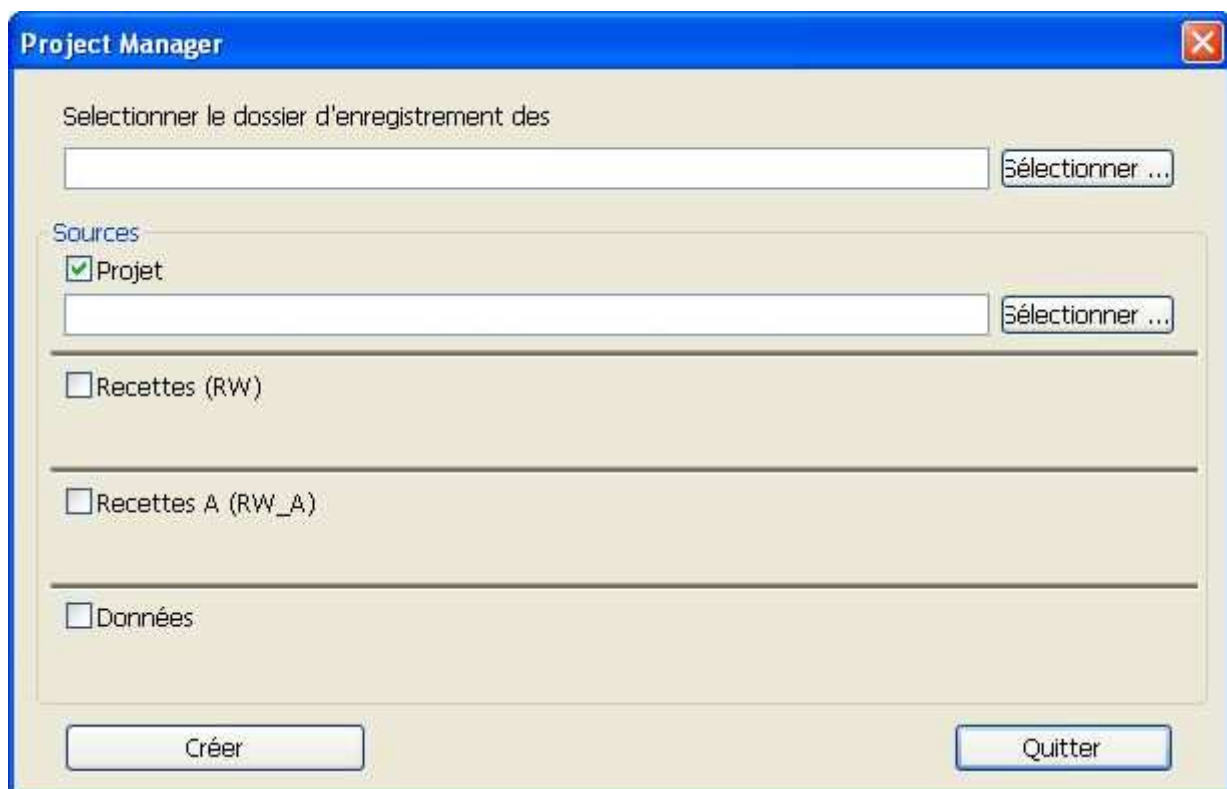 Project Manager
Selectionner le dossier d'enregistrement des
Sélectionner ...
Sources
Projet
Sélectionner ...
Recettes (RW)
Recettes A (RW_A)
Données
Créer
Quitter